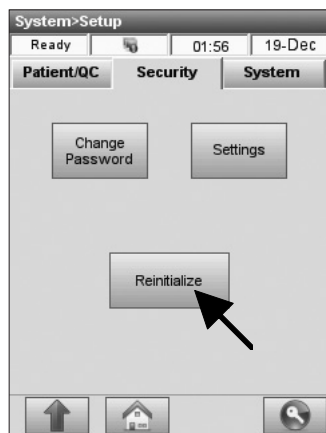 System>Setup
Ready 01:56 19-Dec
Patient/QC Security System
Change
Password
Settings
Reinitialize